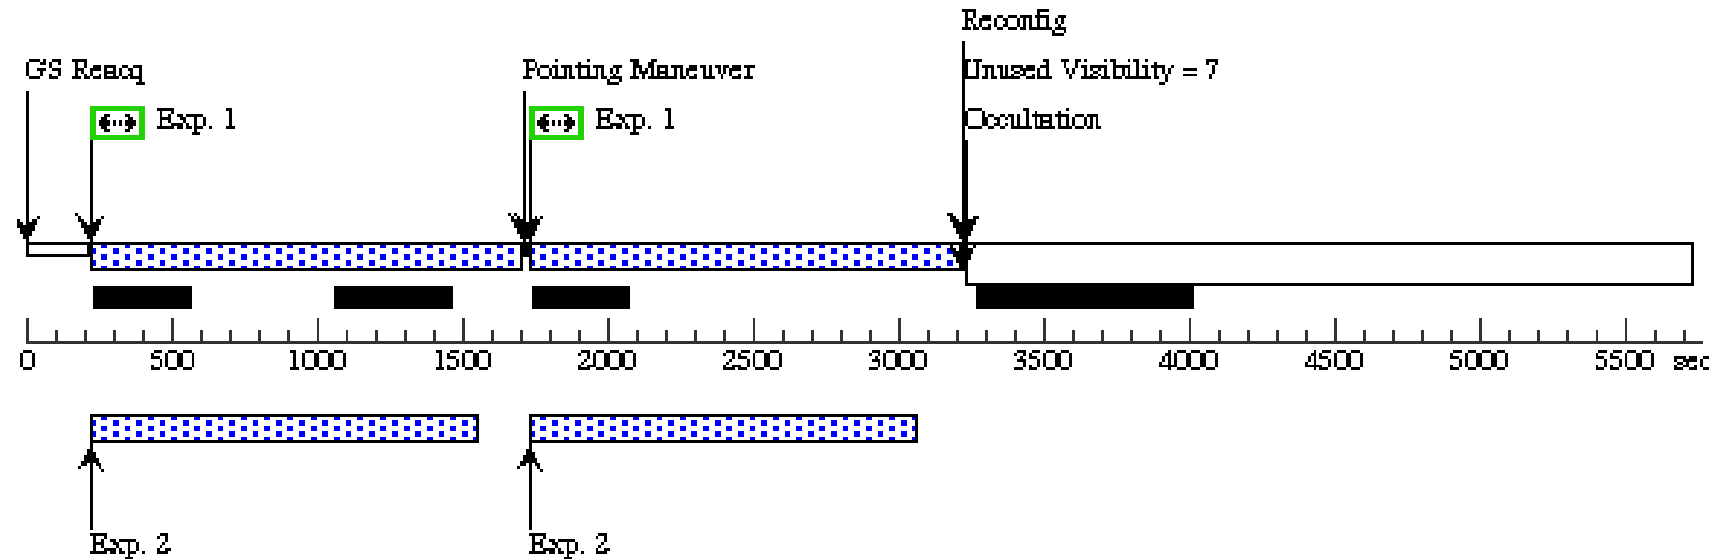 Reconfig
GS Reacq
Pointing Maneuver
Unused Visibility = 7
Exp. 1
Exp. 1
Occultation
0 500 1000 1500 2000 2500 3000 3500 4000 4500 5000 5500 sec
Exp. 2
Exp. 2